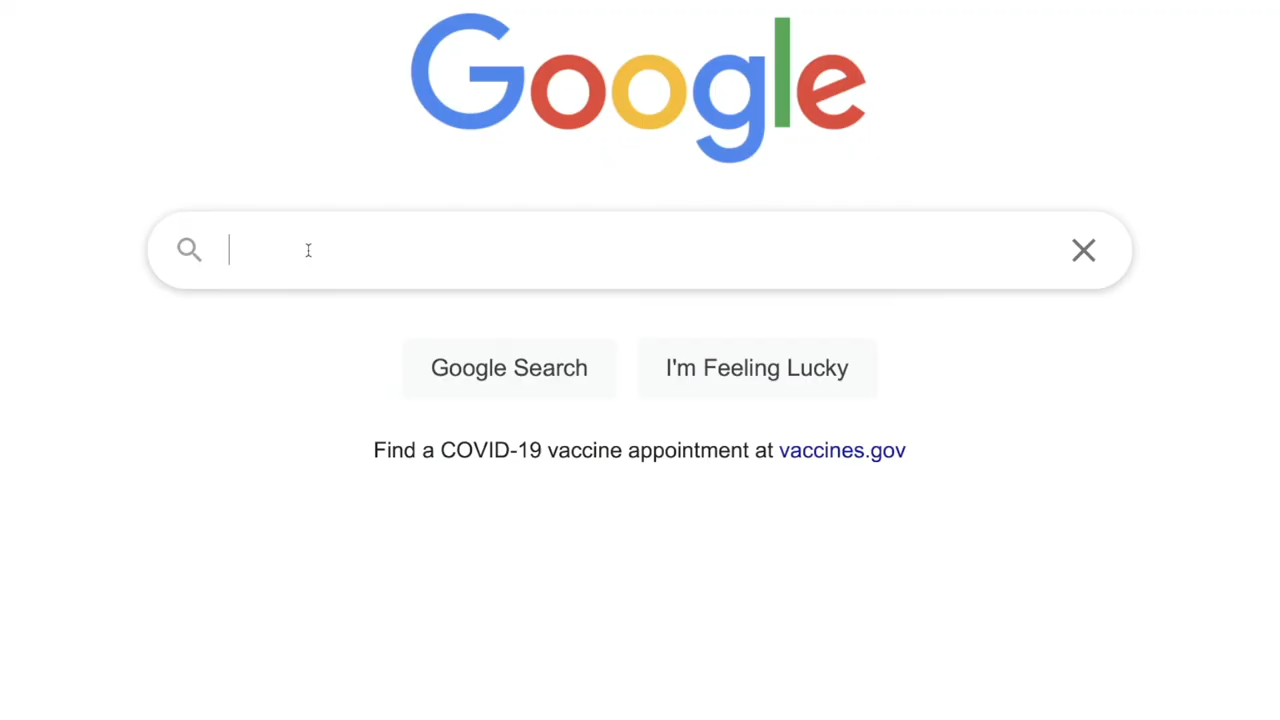 Google
Google Search
I'm Feeling Lucky
Find a COVID-19 vaccine appointment at vaccines.gov